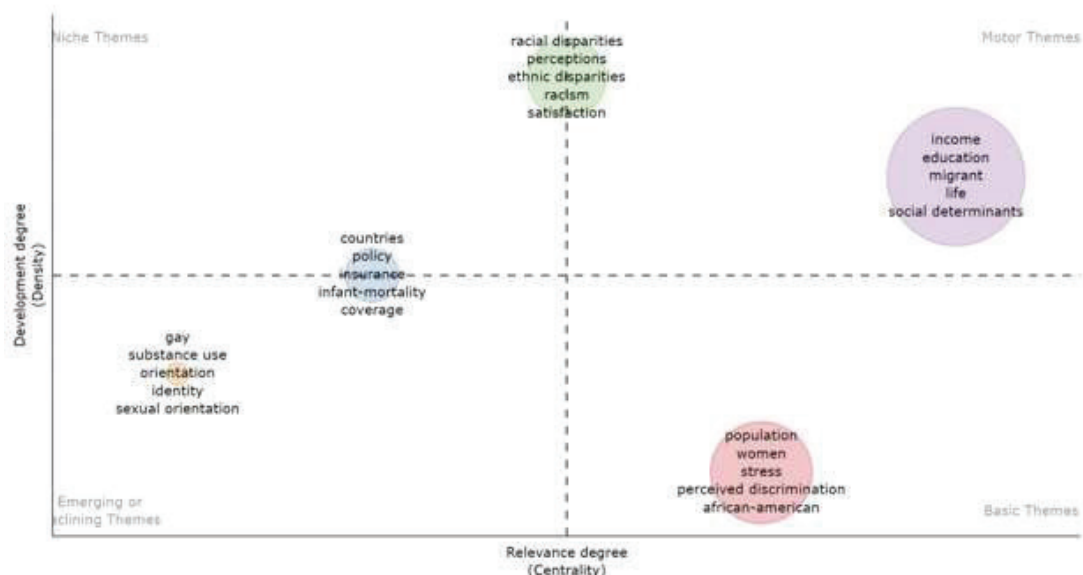 Niche Themes
Motor Themes
racial disparities
perceptions
ethnic disparities
racism
satisfaction
income
education
migrant
life
social determinants
countries
policy
insurance
infant-mortality
coverage
gay
substance use
orientation
identity
sexual orientation
population
women
stress
perceived discrimination
african-american
Emerging or
clining Themes
Basic Themes
Development degree
(Density)
Relevance degree
(Centrality)